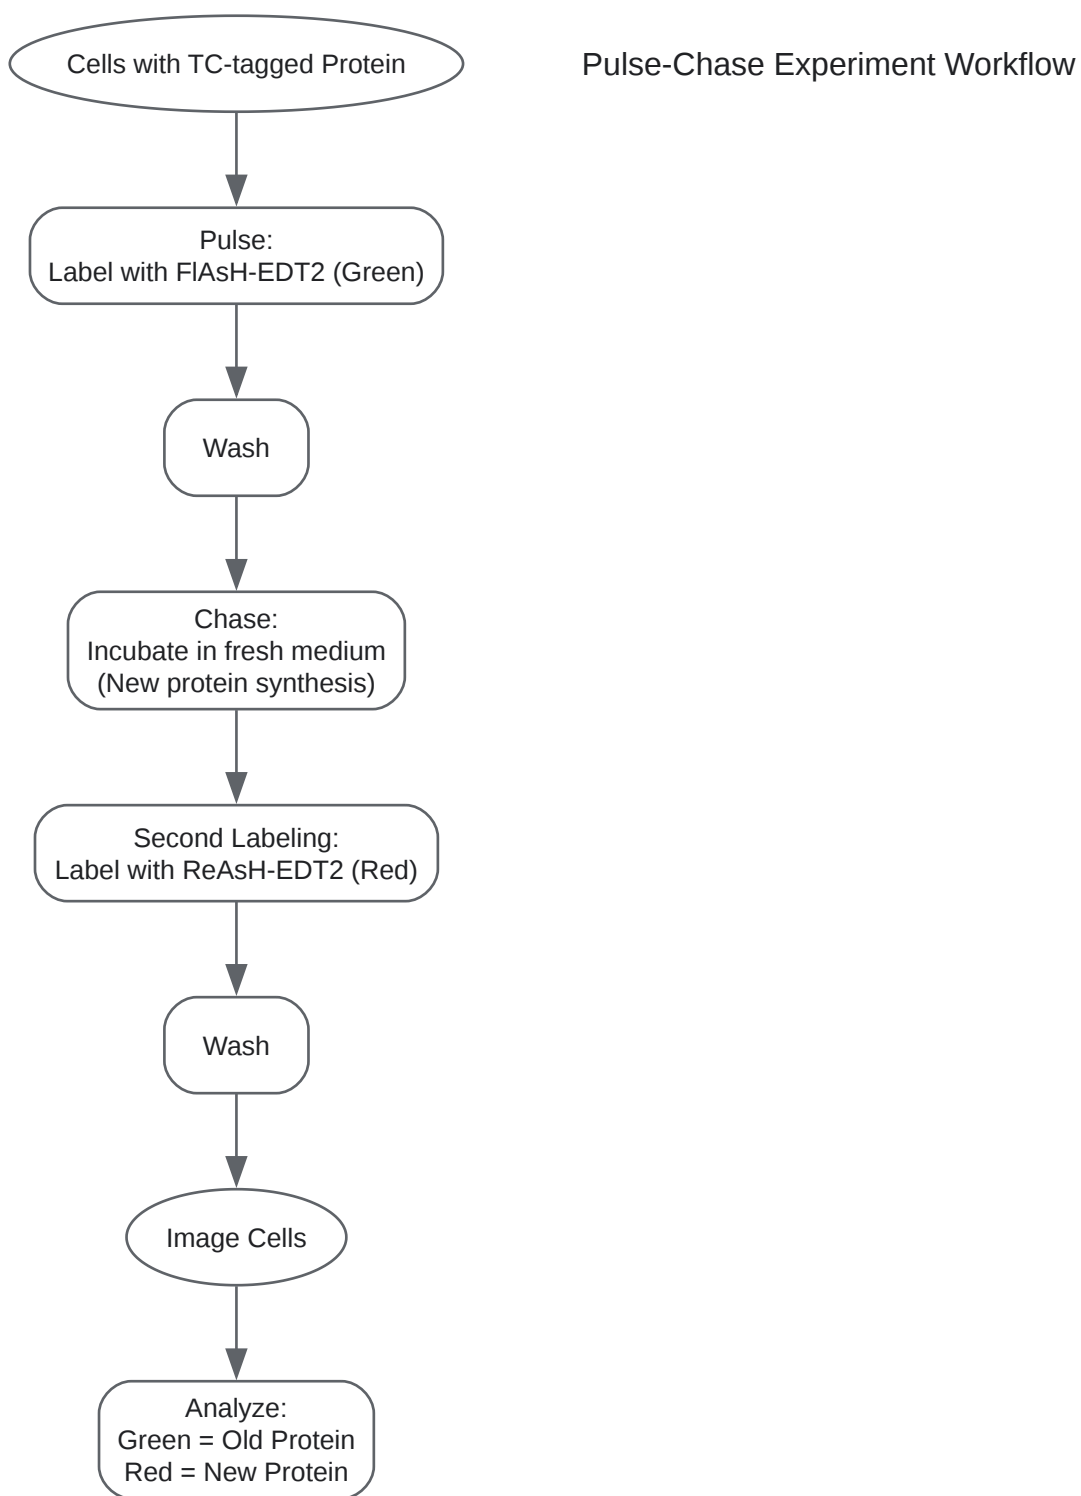 Cells with TC-tagged Protein
Pulse-Chase Experiment Workflow
Pulse:
Label with FlAsH-EDT2 (Green)
Wash
Chase:
Incubate in fresh medium
(New protein synthesis)
Second Labeling:
Label with ReAsH-EDT2 (Red)
Wash
Image Cells
Analyze:
Green = Old Protein
Red = New Protein